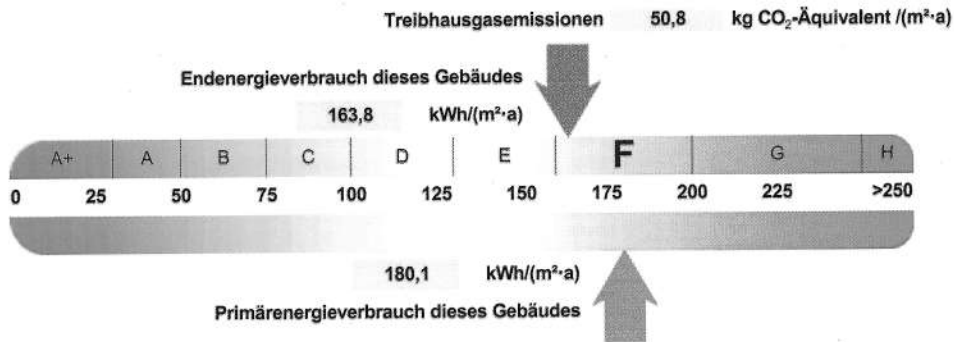 Treibhausgasemissionen 50,8 kg CO₂-Äquivalent /(m²·a)
Endenergieverbrauch dieses Gebäudes
163,8 kWh/(m²·a)
A+ A B C D E F G H
0 25 50 75 100 125 150 175 200 225 >250
180,1 kWh/(m²·a)
Primärenergieverbrauch dieses Gebäudes